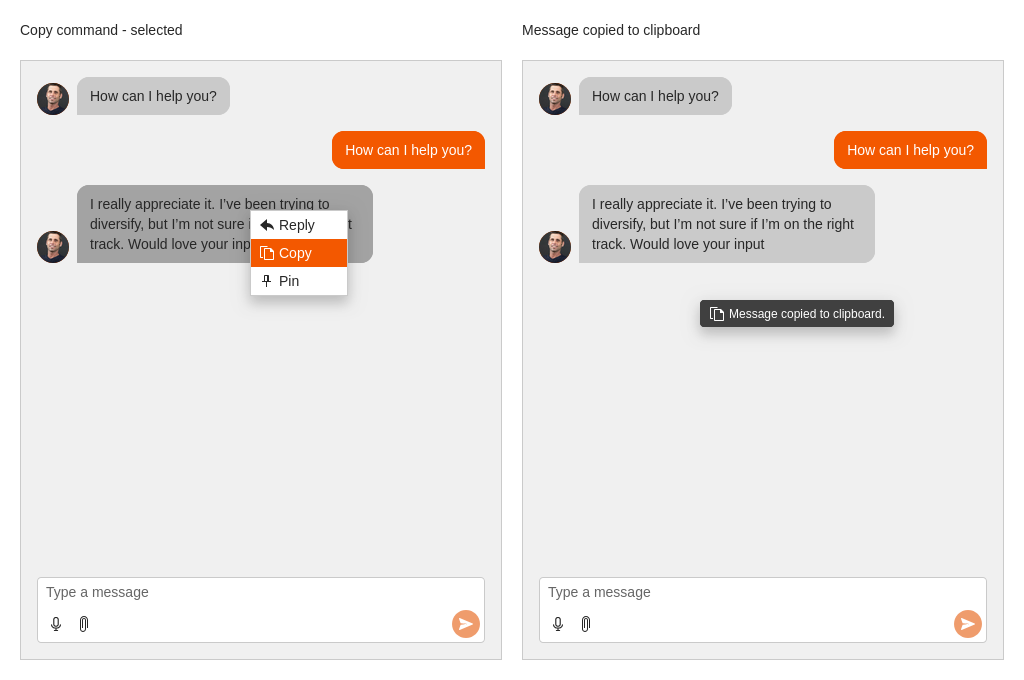 Copy command - selected
How can I help you?
How can I help you?
I really appreciate it. I’ve been trying to
diversify, but I’m not sure i t
track. Would love your inp
Reply
Copy
Pin
Type a message
Message copied to clipboard
How can I help you?
How can I help you?
I really appreciate it. I’ve been trying to
diversify, but I’m not sure if I’m on the right
track. Would love your input
Message copied to clipboard.
Type a message